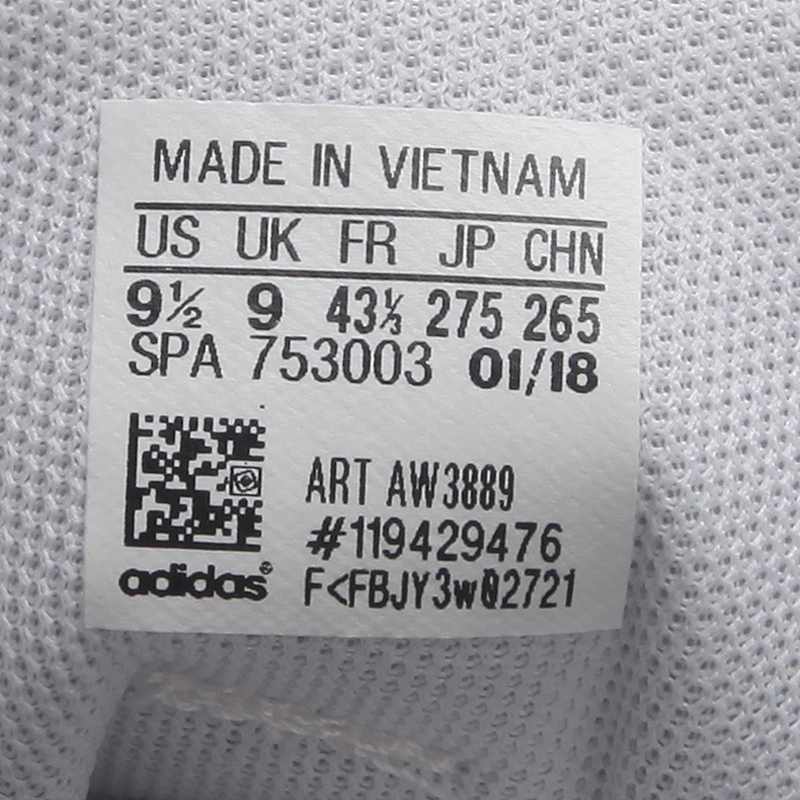 MADE IN VIETNAM
US UK FR JP CHN
9½ 9 43⅓ 275 265
SPA 753003 01/18
ART AW3889
#119429476
adidas®
F<FBJY3w02721